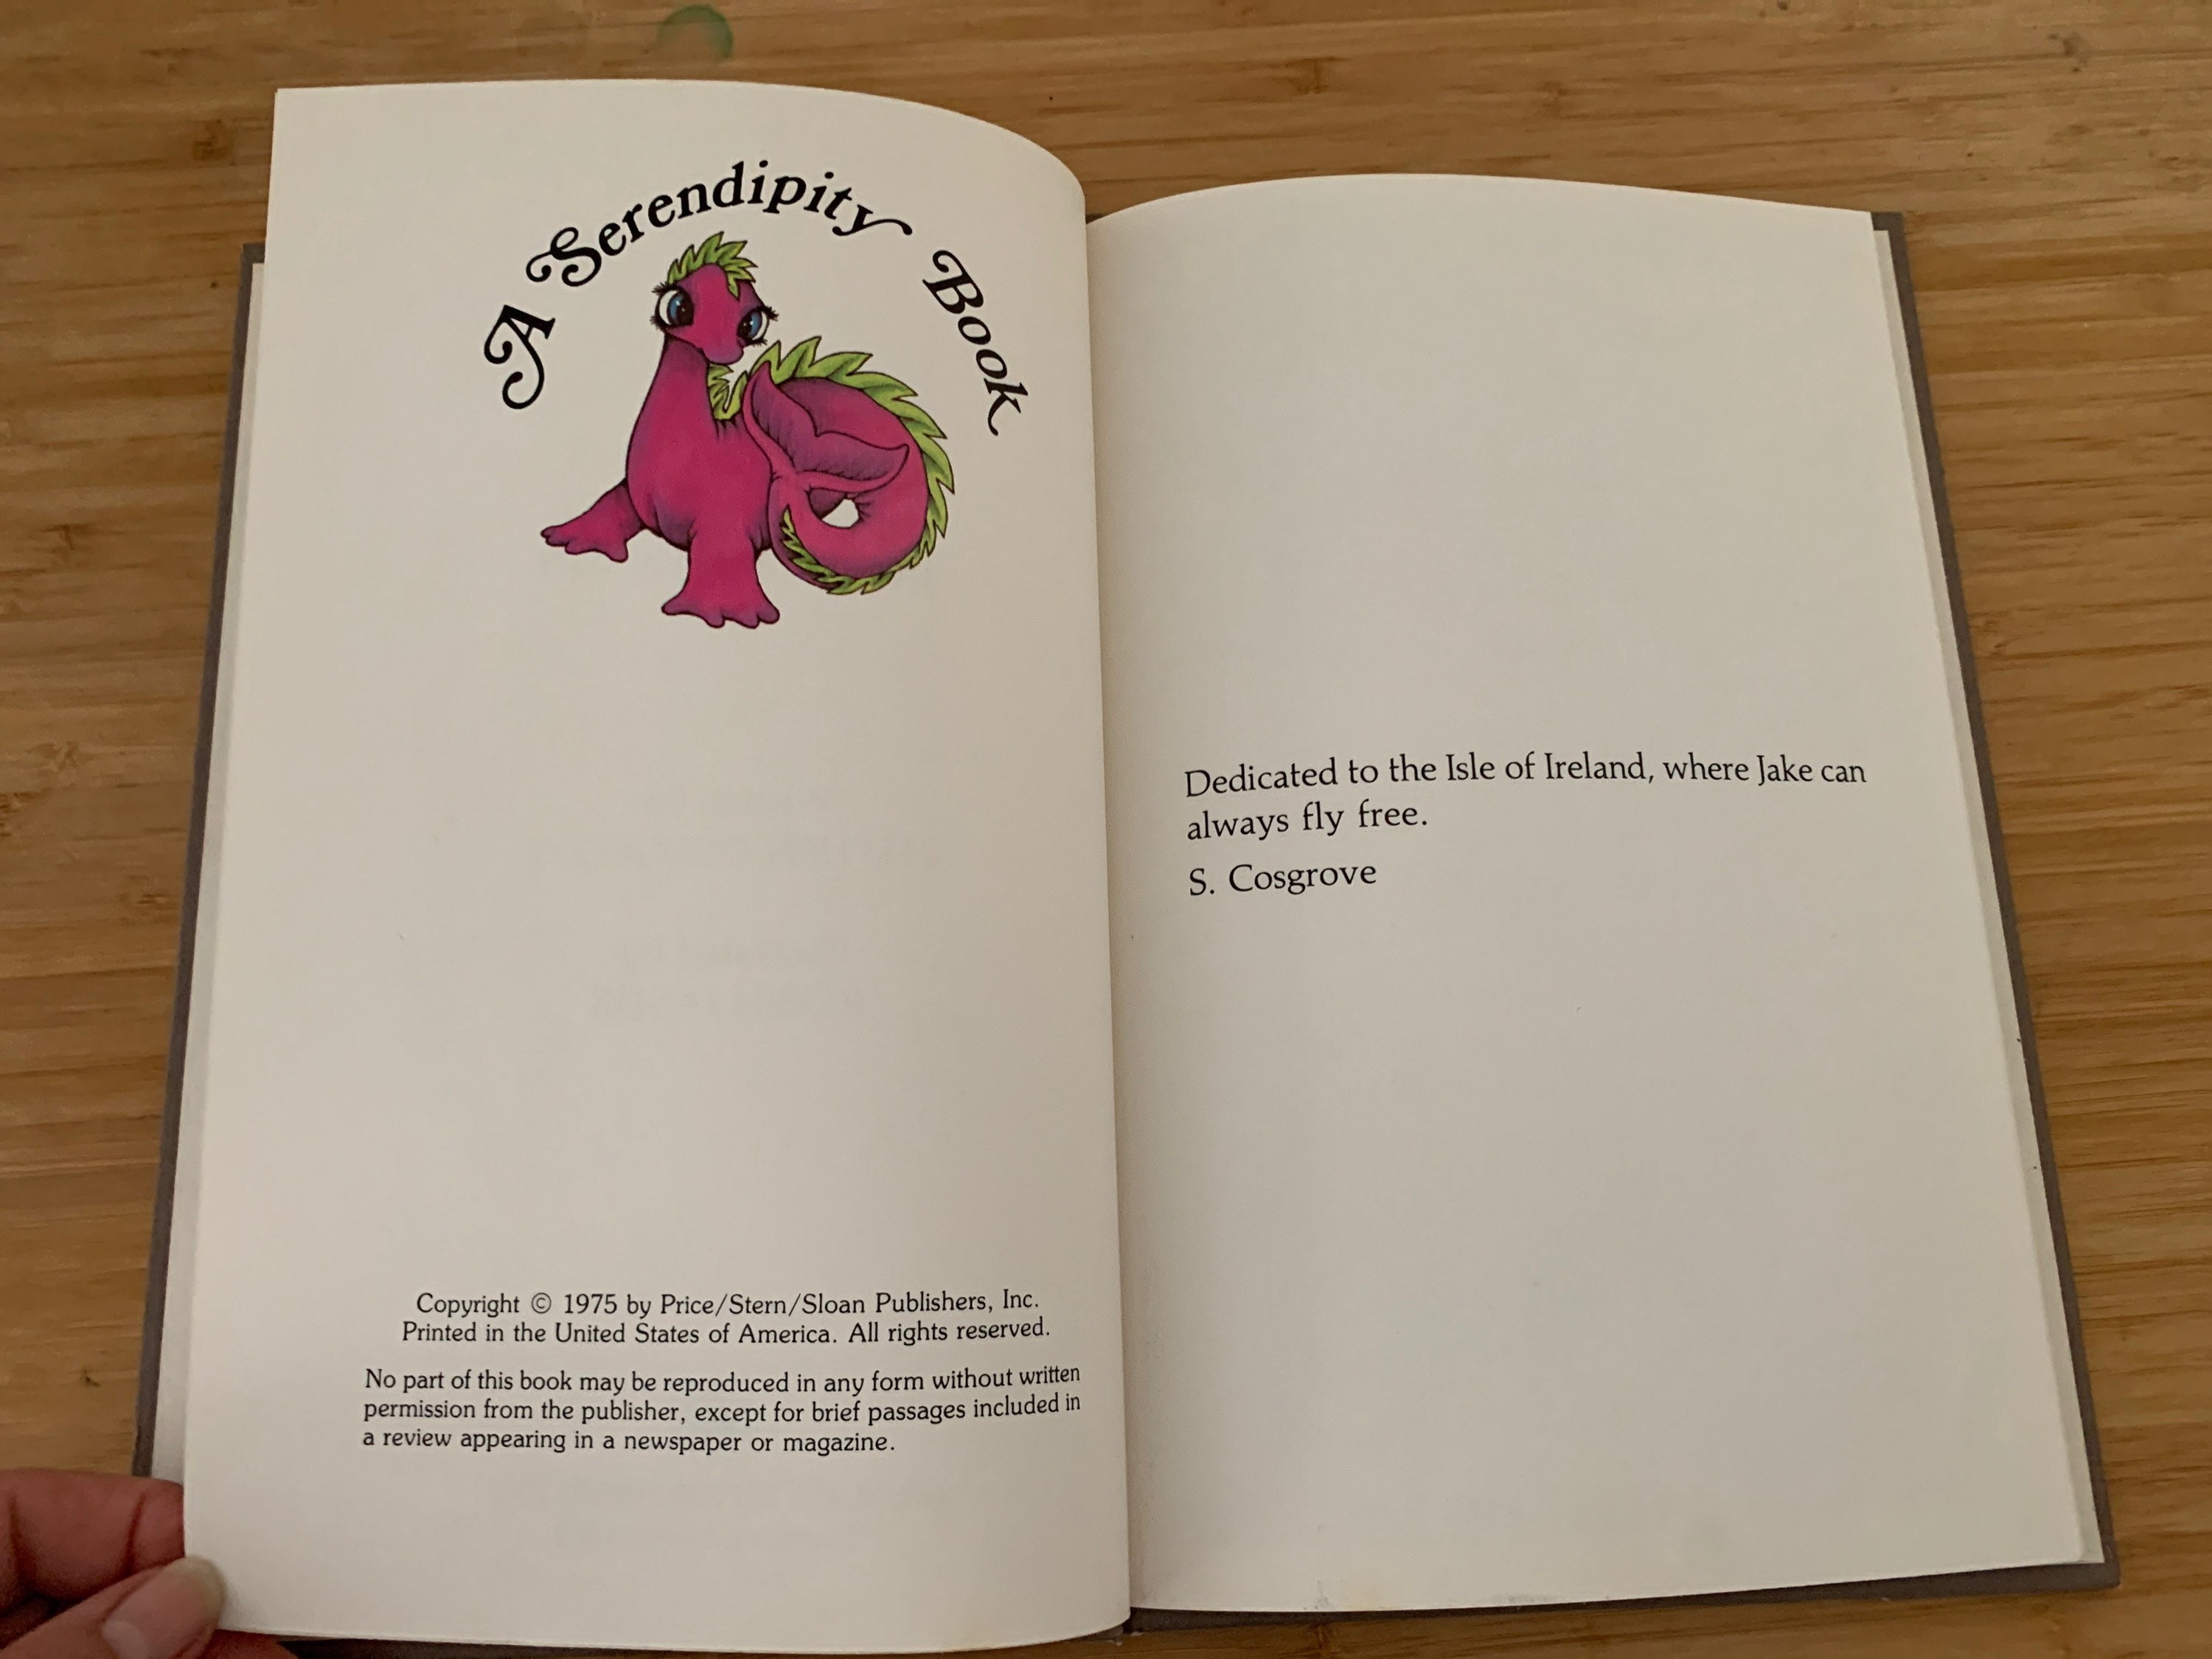 A Serendipity Book
Copyright © 1975 by Price/Stern/Sloan Publishers, Inc.
Printed in the United States of America. All rights reserved.
No part of this book may be reproduced in any form without written
permission from the publisher, except for brief passages included in
a review appearing in a newspaper or magazine.
Dedicated to the Isle of Ireland, where Jake can
always fly free.
S. Cosgrove